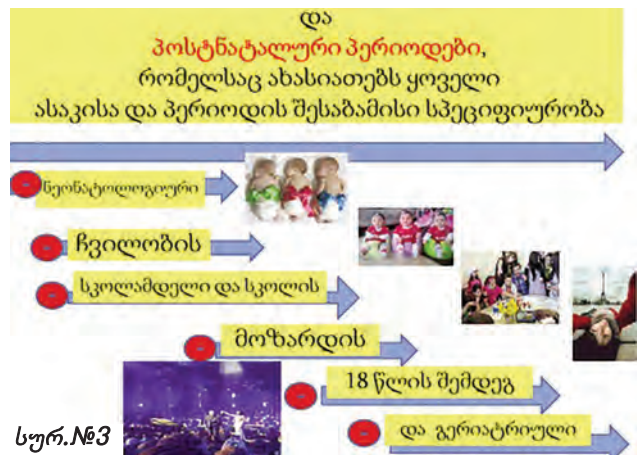 და
პოსტნატალური პერიოდები,
რომელსაც ახასიათებს ყოველი
ასაკისა და პერიოდის შესაბამისი სპეციფიურობა
ნეონატოლოგიური
ჩვილობის
სკოლამდელი და სკოლის
მოზარდის
18 წლის შემდეგ
და გერიატრიული
სურ.№3